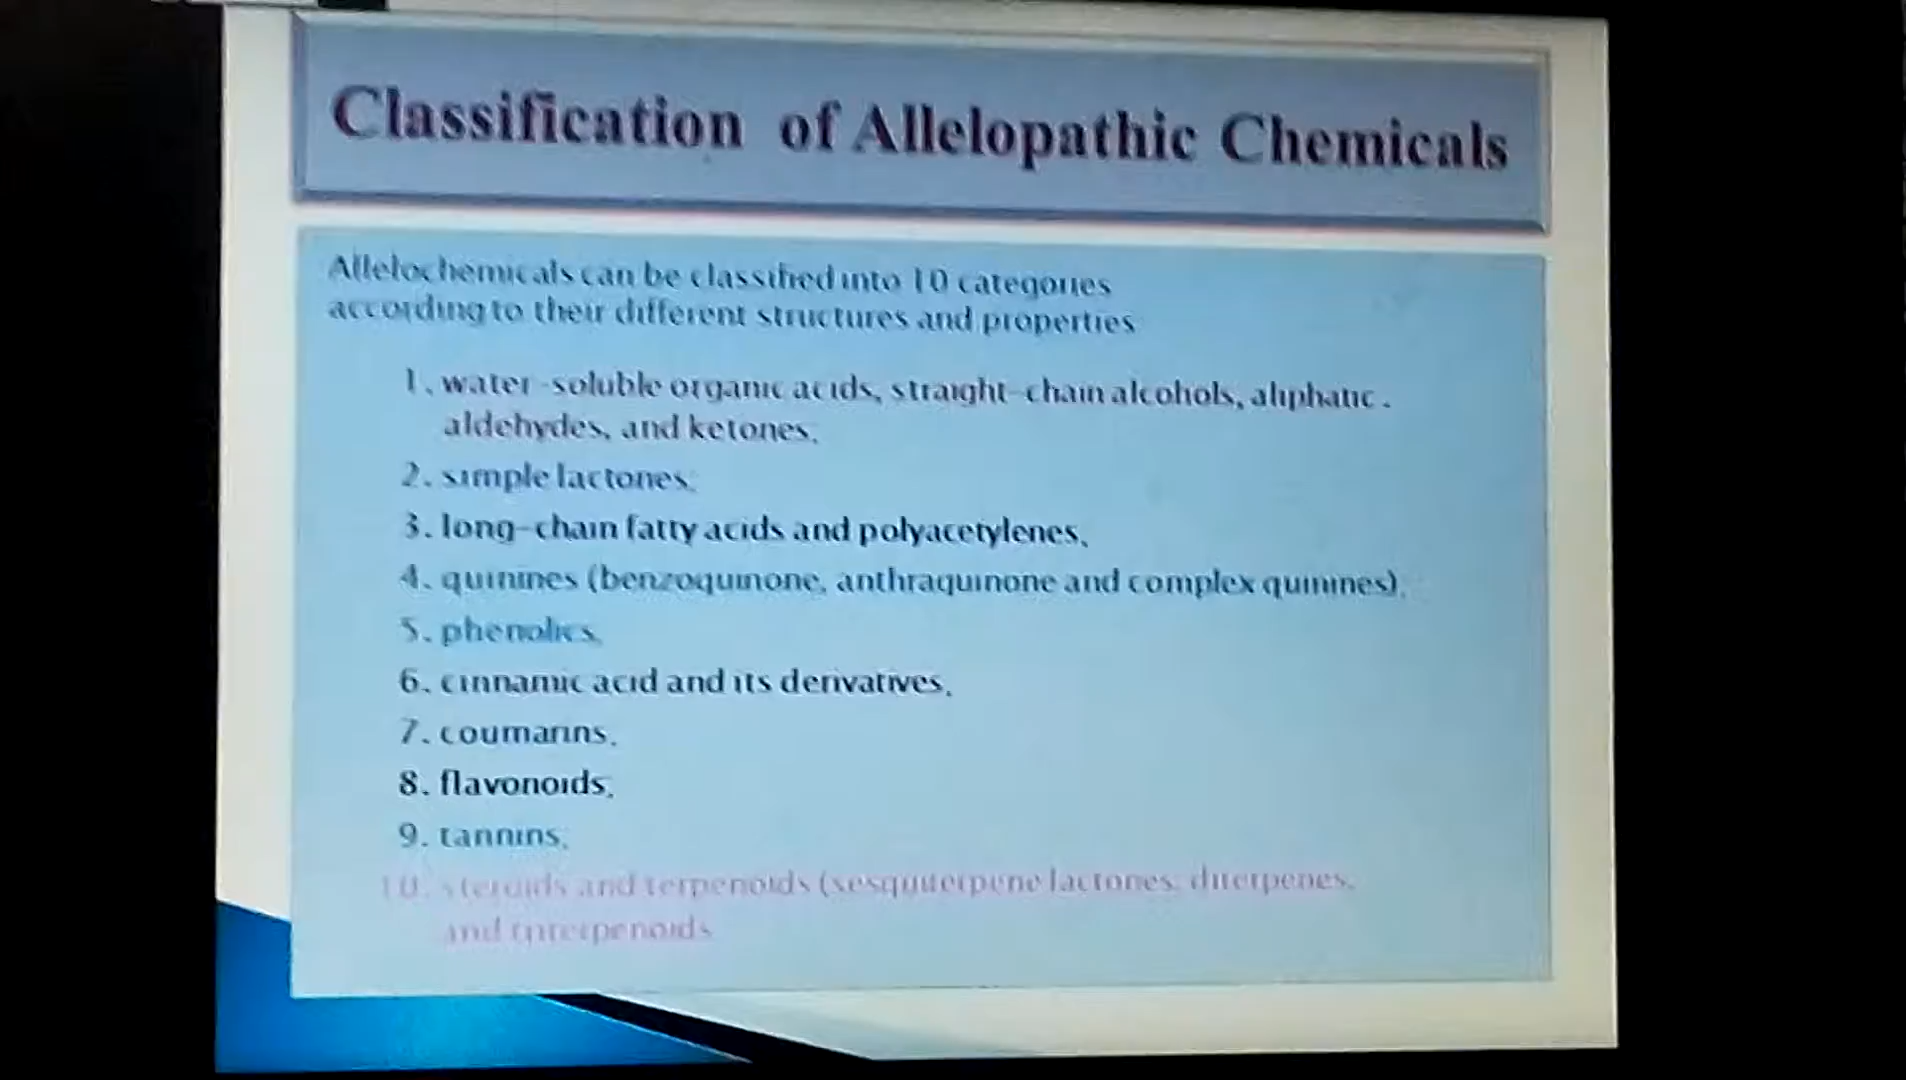 Classification of Allelopathic Chemicals
Allelochemicals can be classified into 10 categories
according to their different structures and properties
1. water-soluble organic acids, straight-chain alcohols, aliphatic
aldehydes, and ketones;
2. simple lactones;
3. long-chain fatty acids and polyacetylenes;
4. quinines (benzoquinone, anthraquinone and complex quinines);
5. phenolics;
6. cinnamic acid and its derivatives;
7. coumarins;
8. flavonoids;
9. tannins;
10. steroids and terpenoids (sesquiterpene lactones, diterpenes,
and triterpenoids